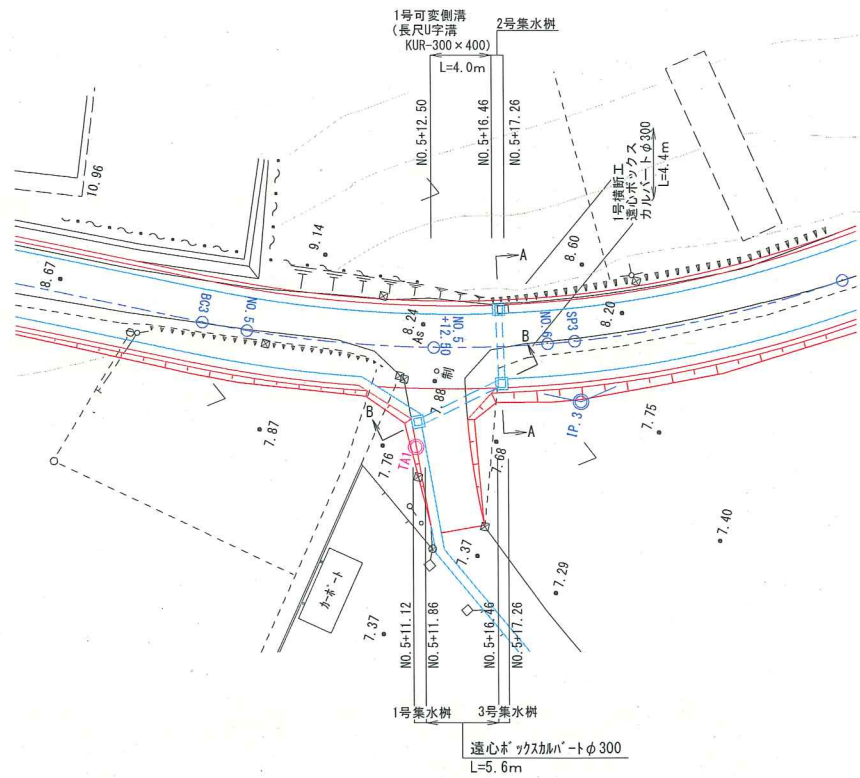 1号可変側溝
(長尺U字溝
KUR-300×400)
L=4.0m
2号集水桝
NO.5+12.50
NO.5+16.46
NO.5+17.26
1号横断工
遠心ボックス
カルバートφ300
L=4.4m
10.96
9.14
8.60
A
8.67
BC3
NO.5
8.24
As
NO.5
+12.50
NO.6
SP3
8.20
B
制
7.88
B
A
IP.3
7.87
7.76
TA1
7.68
7.75
7.40
7.37
7.29
カーポート
7.37
NO.5+11.12
NO.5+11.86
NO.5+16.46
NO.5+17.26
1号集水桝
3号集水桝
遠心ボックスカルバートφ300
L=5.6m